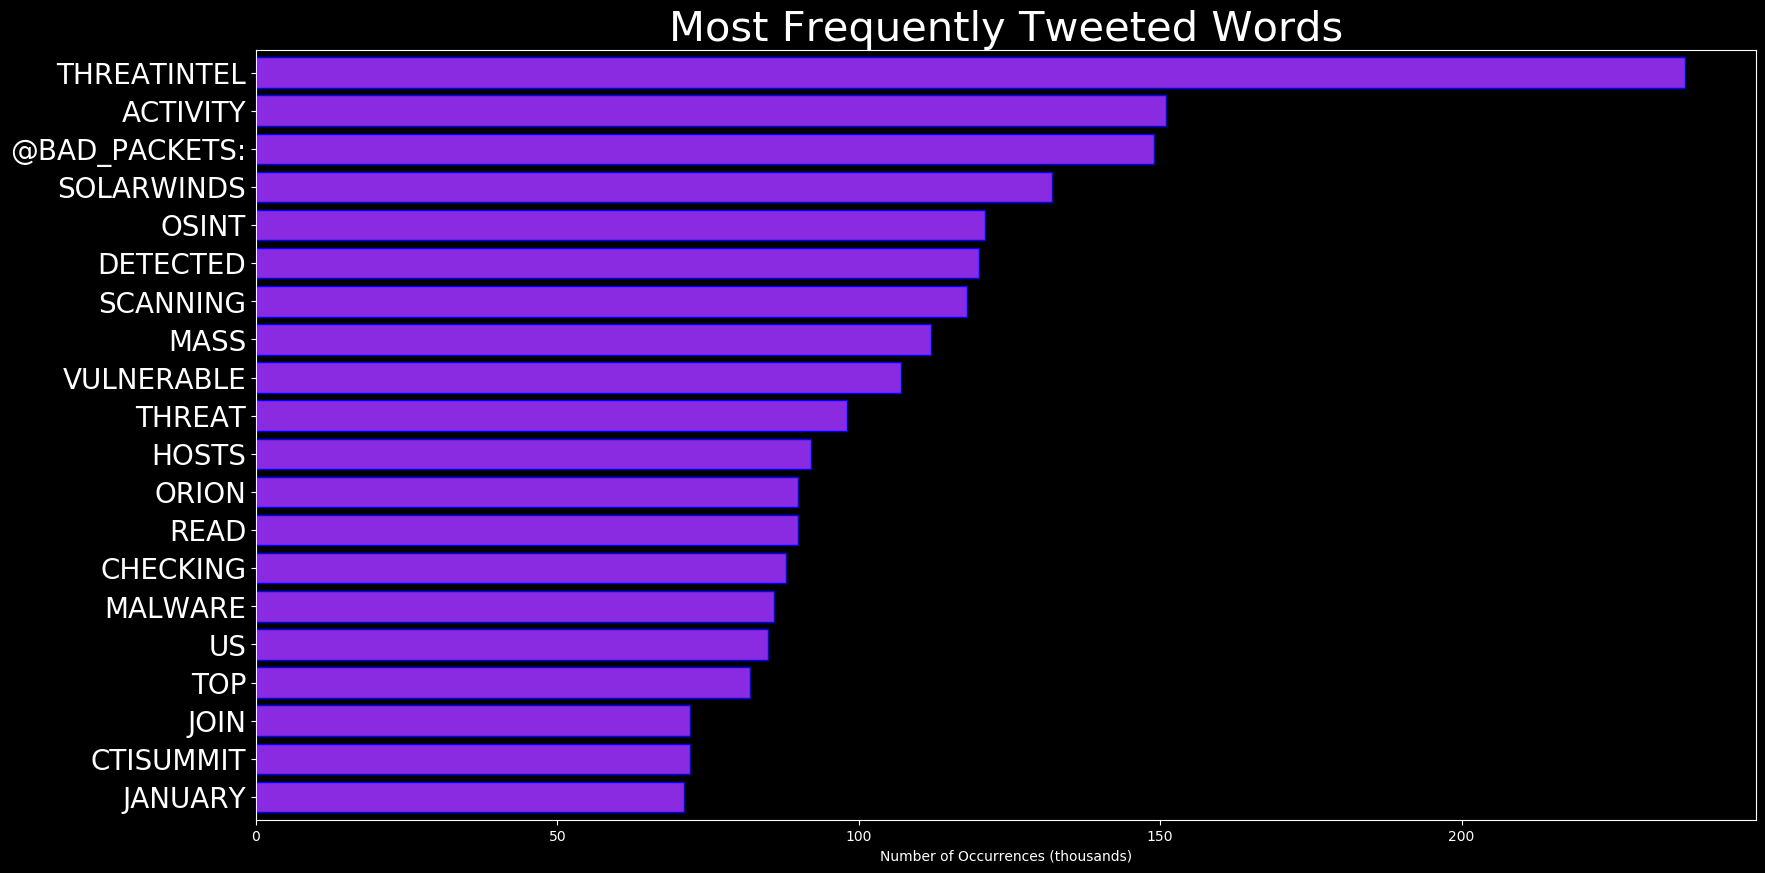 Most Frequently Tweeted Words
THREATINTEL
ACTIVITY
@BAD_PACKETS:
SOLARWINDS
OSINT
DETECTED
SCANNING
MASS
VULNERABLE
THREAT
HOSTS
ORION
READ
CHECKING
MALWARE
US
TOP
JOIN
CTISUMMIT
JANUARY
0 50 100 150 200
Number of Occurrences (thousands)